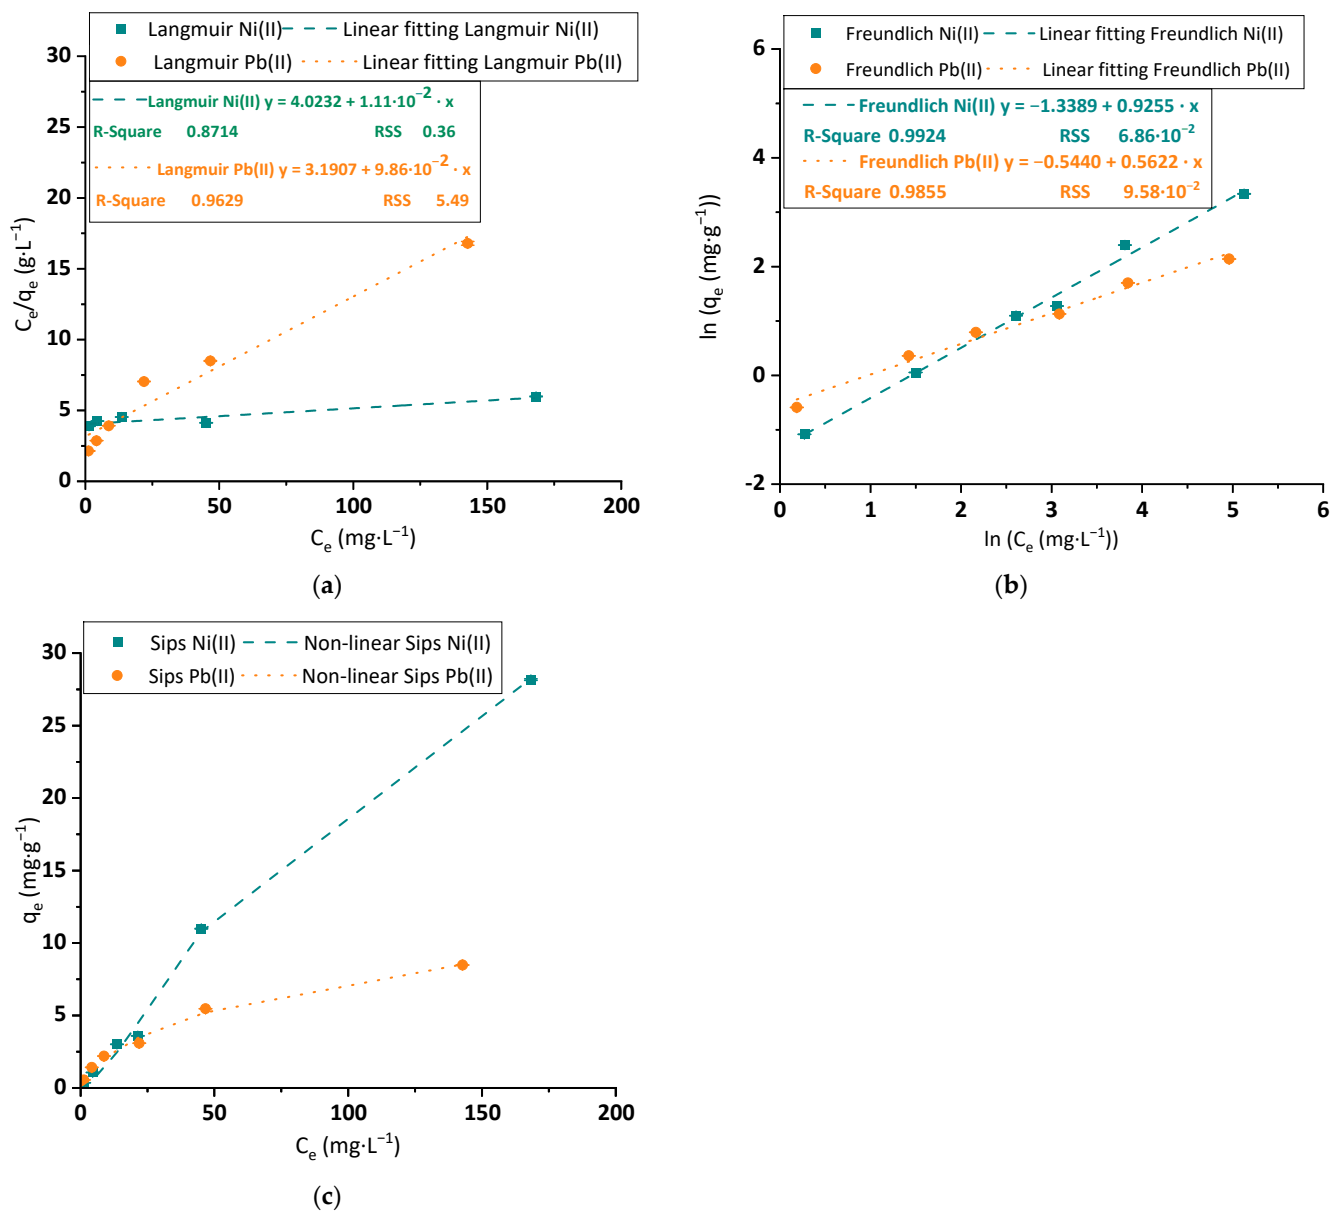 Langmuir Ni(II) Linear fitting Langmuir Ni(II)
Langmuir Pb(II) Linear fitting Langmuir Pb(II)
Langmuir Ni(II) y = 4.0232 + 1.11·10⁻² · x
R-Square 0.8714 RSS 0.36
Langmuir Pb(II) y = 3.1907 + 9.86·10⁻² · x
R-Square 0.9629 RSS 5.49
30
25
20
15
10
5
0
Cₑ/qₑ (g·L⁻¹)
0 50 100 150 200
Cₑ (mg·L⁻¹)
(a)
Freundlich Ni(II) Linear fitting Freundlich Ni(II)
Freundlich Pb(II) Linear fitting Freundlich Pb(II)
Freundlich Ni(II) y = −1.3389 + 0.9255 · x
R-Square 0.9924 RSS 6.86·10⁻²
Freundlich Pb(II) y = −0.5440 + 0.5622 · x
R-Square 0.9855 RSS 9.58·10⁻²
6
4
2
0
-2
ln (qₑ (mg·g⁻¹))
0 1 2 3 4 5 6
ln (Cₑ (mg·L⁻¹))
(b)
Sips Ni(II) Non-linear Sips Ni(II)
Sips Pb(II) Non-linear Sips Pb(II)
30
25
20
15
10
5
0
qₑ (mg·g⁻¹)
0 50 100 150 200
Cₑ (mg·L⁻¹)
(c)